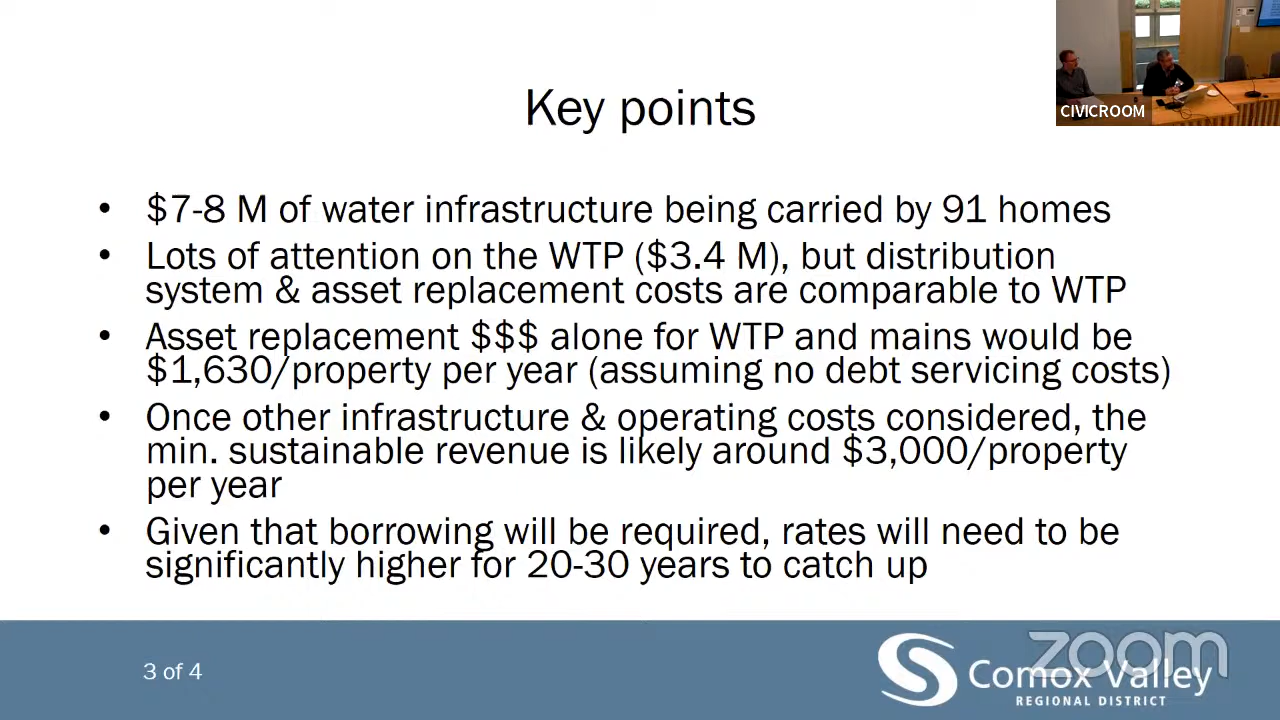 CIVICROOM
Key points
• $7-8 M of water infrastructure being carried by 91 homes
• Lots of attention on the WTP ($3.4 M), but distribution
system & asset replacement costs are comparable to WTP
• Asset replacement $$$ alone for WTP and mains would be
$1,630/property per year (assuming no debt servicing costs)
• Once other infrastructure & operating costs considered, the
min. sustainable revenue is likely around $3,000/property
per year
• Given that borrowing will be required, rates will need to be
significantly higher for 20-30 years to catch up
3 of 4
zoom
Comox Valley
REGIONAL DISTRICT